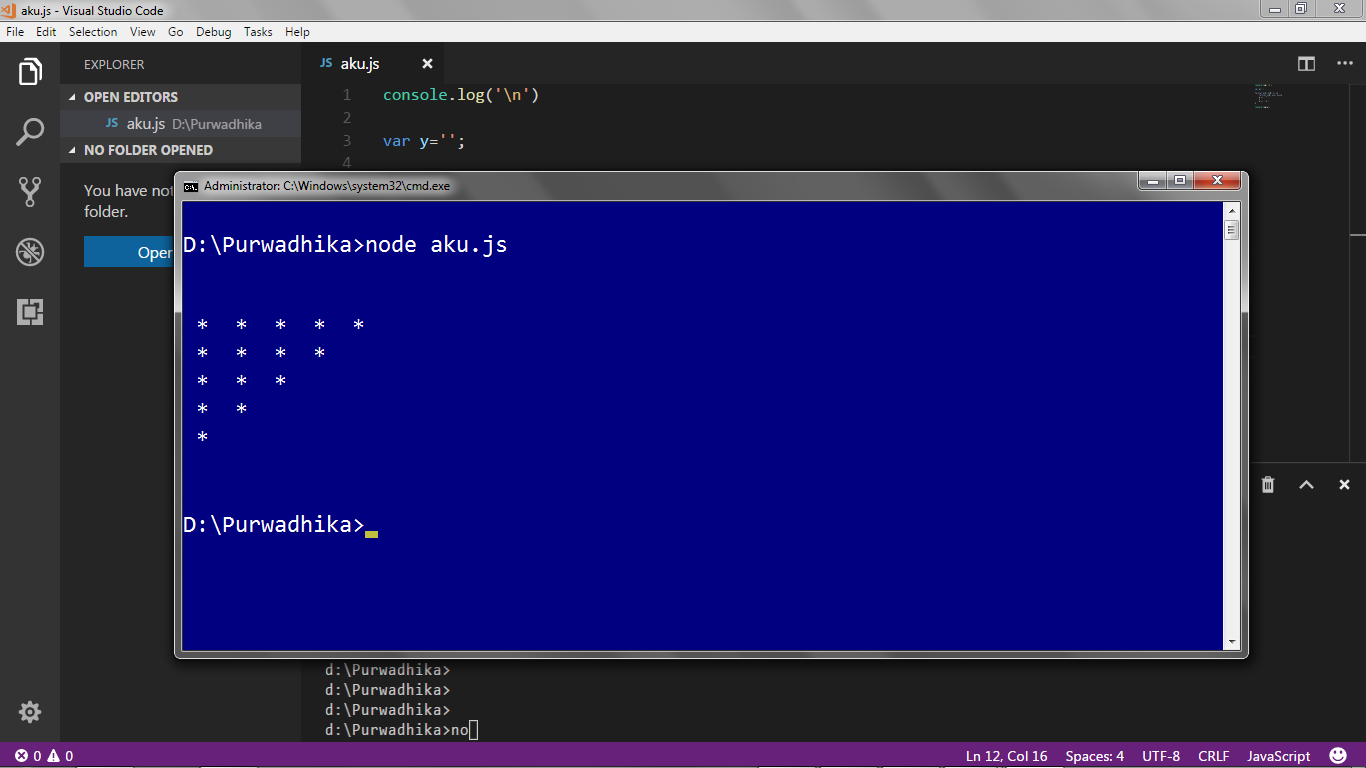 aku.js - Visual Studio Code
File Edit Selection View Go Debug Tasks Help
EXPLORER
OPEN EDITORS
JS aku.js D:\Purwadhika
NO FOLDER OPENED
You have not
folder.
Open
JS aku.js
1 console.log('\n')
2
3 var y='';
4
Administrator: C:\Windows\system32\cmd.exe
D:\Purwadhika>node aku.js
* * * * *
* * * *
* * *
* *
*
D:\Purwadhika>
d:\Purwadhika>
d:\Purwadhika>
d:\Purwadhika>
d:\Purwadhika>no
0 0 Ln 12, Col 16 Spaces: 4 UTF-8 CRLF JavaScript